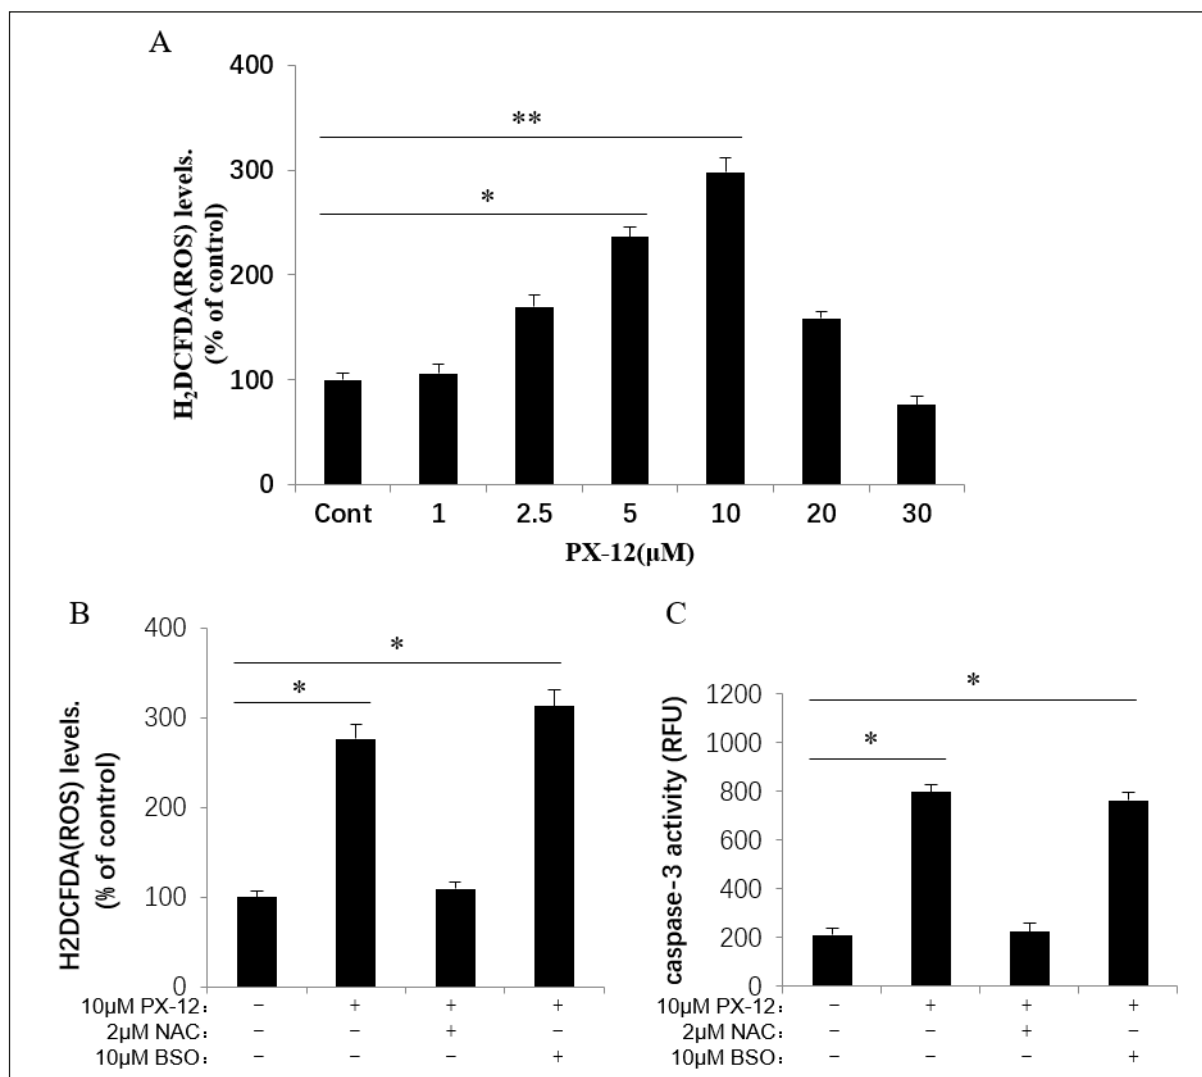 A
400
**
H₂DCFDA(ROS) levels.
(% of control)
300
*
200
100
0
Cont 1 2.5 5 10 20 30
PX-12(μM)
B
400
*
*
H2DCFDA(ROS) levels.
(% of control)
300
200
100
0
10μM PX-12: − + + +
2μM NAC: − − + −
10μM BSO: − − − +
C
caspase-3 activity (RFU)
1200
*
1000
*
800
600
400
200
0
10μM PX-12: − + + +
2μM NAC: − − + −
10μM BSO: − − − +